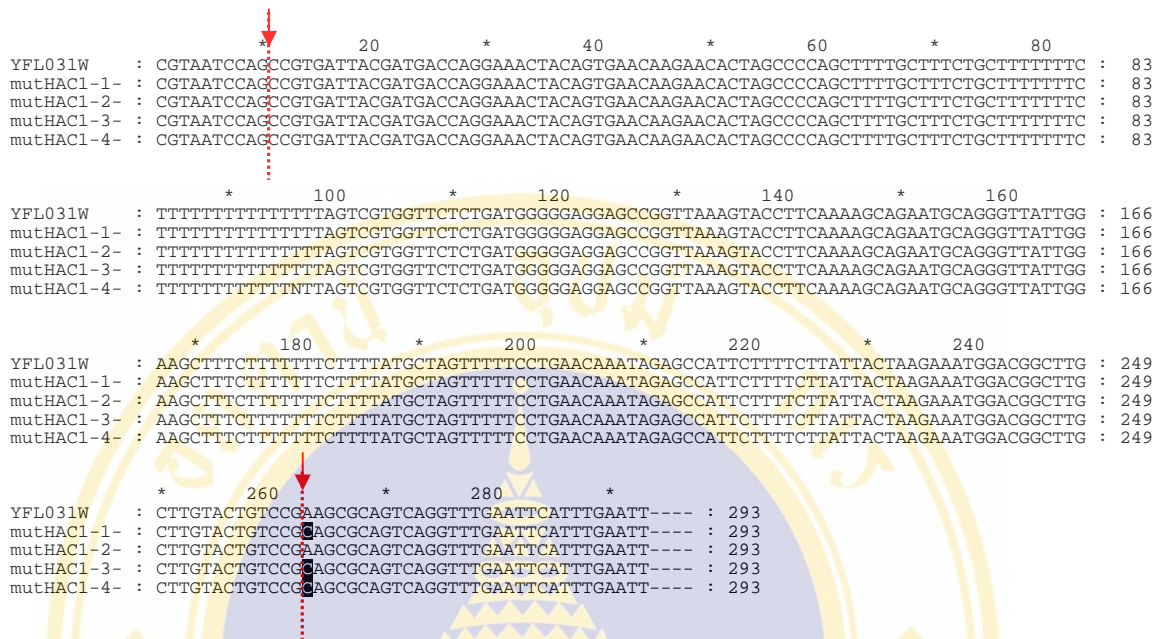 * 20 * 40 * 60 * 80
YFL031W : CGTAATCCAGCCGTGATTACGATGACCAGGAAACTACAGTGAACAAGAACACTAGCCCCAGCTTTTGCTTTCTGCTTTTTTTC : 83
mutHAC1-1- : CGTAATCCAGCCGTGATTACGATGACCAGGAAACTACAGTGAACAAGAACACTAGCCCCAGCTTTTGCTTTCTGCTTTTTTTC : 83
mutHAC1-2- : CGTAATCCAGCCGTGATTACGATGACCAGGAAACTACAGTGAACAAGAACACTAGCCCCAGCTTTTGCTTTCTGCTTTTTTTC : 83
mutHAC1-3- : CGTAATCCAGCCGTGATTACGATGACCAGGAAACTACAGTGAACAAGAACACTAGCCCCAGCTTTTGCTTTCTGCTTTTTTTC : 83
mutHAC1-4- : CGTAATCCAGCCGTGATTACGATGACCAGGAAACTACAGTGAACAAGAACACTAGCCCCAGCTTTTGCTTTCTGCTTTTTTTC : 83
* 100 * 120 * 140 * 160
YFL031W : TTTTTTTTTTTTTTTAGTCGTGGTTCTCTGATGGGGGAGGAGCCGGTTAAAGTACCTTCAAAAGCAGAATGCAGGGTTATTGG : 166
mutHAC1-1- : TTTTTTTTTTTTTTTAGTCGTGGTTCTCTGATGGGGGAGGAGCCGGTTAAAGTACCTTCAAAAGCAGAATGCAGGGTTATTGG : 166
mutHAC1-2- : TTTTTTTTTTTTTTTAGTCGTGGTTCTCTGATGGGGGAGGAGCCGGTTAAAGTACCTTCAAAAGCAGAATGCAGGGTTATTGG : 166
mutHAC1-3- : TTTTTTTTTTTTTTTAGTCGTGGTTCTCTGATGGGGGAGGAGCCGGTTAAAGTACCTTCAAAAGCAGAATGCAGGGTTATTGG : 166
mutHAC1-4- : TTTTTTTTTTTTNTTAGTCGTGGTTCTCTGATGGGGGAGGAGCCGGTTAAAGTACCTTCAAAAGCAGAATGCAGGGTTATTGG : 166
* 180 * 200 * 220 * 240
YFL031W : AAGCTTTCTTTTTTTCTTTTATGCTAGTTTTTCCTGAACAAATAGAGCCATTCTTTTCTTATTACTAAGAAATGGACGGCTTG : 249
mutHAC1-1- : AAGCTTTCTTTTTTTCTTTTATGCTAGTTTTTCCTGAACAAATAGAGCCATTCTTTTCTTATTACTAAGAAATGGACGGCTTG : 249
mutHAC1-2- : AAGCTTTCTTTTTTTCTTTTATGCTAGTTTTTCCTGAACAAATAGAGCCATTCTTTTCTTATTACTAAGAAATGGACGGCTTG : 249
mutHAC1-3- : AAGCTTTCTTTTTTTCTTTTATGCTAGTTTTTCCTGAACAAATAGAGCCATTCTTTTCTTATTACTAAGAAATGGACGGCTTG : 249
mutHAC1-4- : AAGCTTTCTTTTTTTCTTTTATGCTAGTTTTTCCTGAACAAATAGAGCCATTCTTTTCTTATTACTAAGAAATGGACGGCTTG : 249
* 260 * 280 *
YFL031W : CTTGTACTGTCCGAAGCGCAGTCAGGTTTGAATTCATTTGAATT---- : 293
mutHAC1-1- : CTTGTACTGTCCGCAGCGCAGTCAGGTTTGAATTCATTTGAATT---- : 293
mutHAC1-2- : CTTGTACTGTCCGAAGCGCAGTCAGGTTTGAATTCATTTGAATT---- : 293
mutHAC1-3- : CTTGTACTGTCCGCAGCGCAGTCAGGTTTGAATTCATTTGAATT---- : 293
mutHAC1-4- : CTTGTACTGTCCGCAGCGCAGTCAGGTTTGAATTCATTTGAATT---- : 293